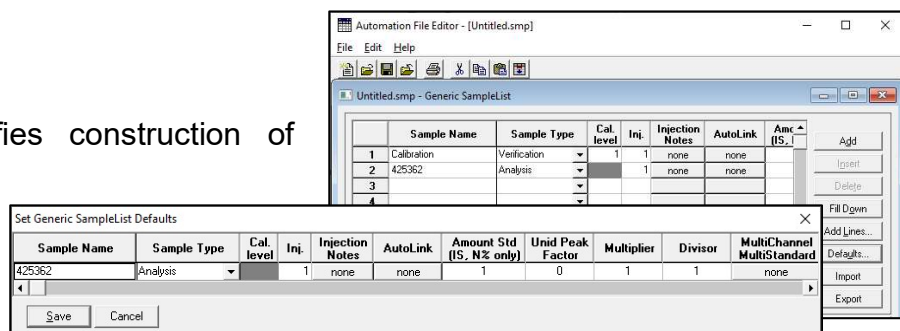 Automation File Editor - [Untitled.smp]
File Edit Help
Untitled.smp - Generic SampleList
fies construction of
Sample Name Sample Type Cal. level Inj. Injection Notes AutoLink
1 Calibration Verification 1 1 none none
2 425362 Analysis 1 none none
3
4
Add
Insert
Delete
Fill Down
Add Lines...
Defaults...
Import
Export
Set Generic SampleList Defaults
Sample Name Sample Type Cal. level Inj. Injection Notes AutoLink Amount Std (IS, N% only) Unid Peak Factor Multiplier Divisor MultiChannel MultiStandard
425362 Analysis 1 none none 1 0 1 1 none
Save Cancel